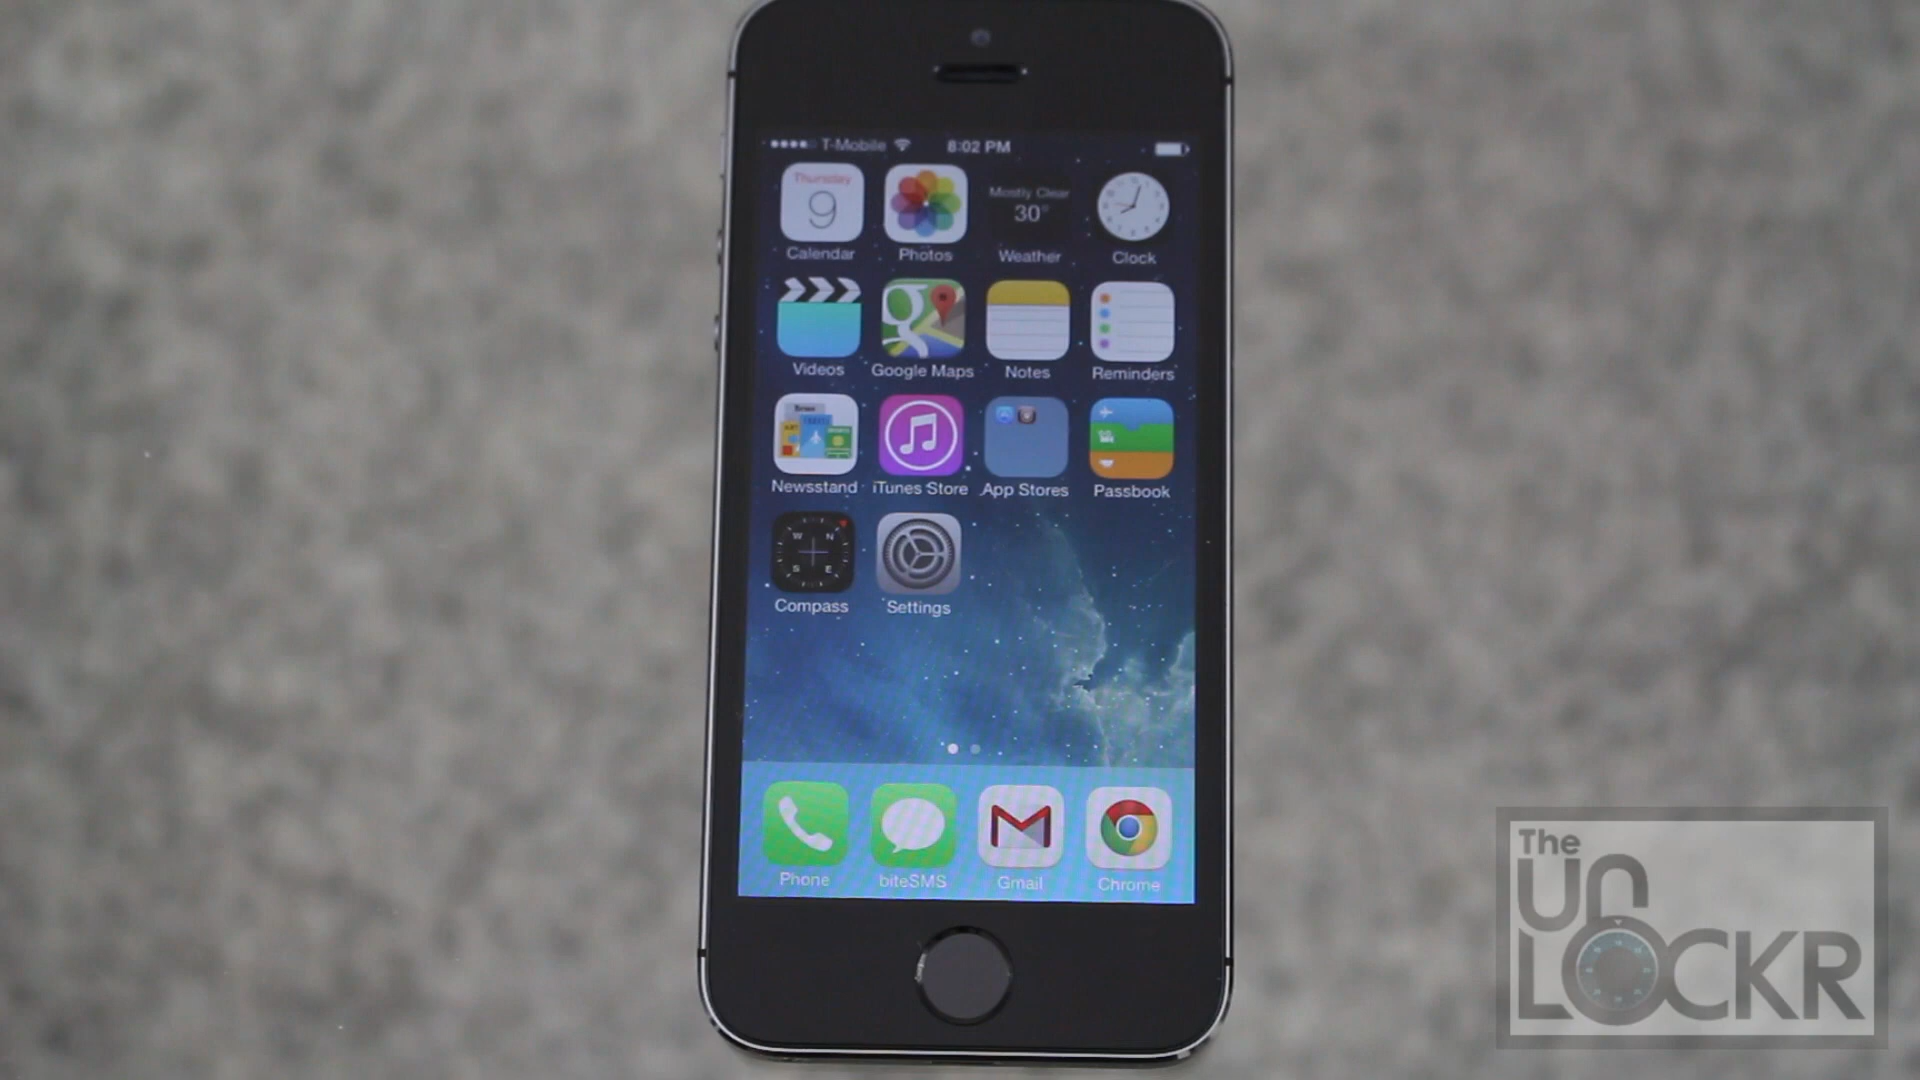 T-Mobile 8:02 PM
Thursday
9
Mostly Clear
30°
Calendar Photos Weather Clock
g
Videos Google Maps Notes Reminders
Newsstand iTunes Store App Stores Passbook
W N
S E
Compass Settings
Phone biteSMS Gmail Chrome
The
UN
LOCKR